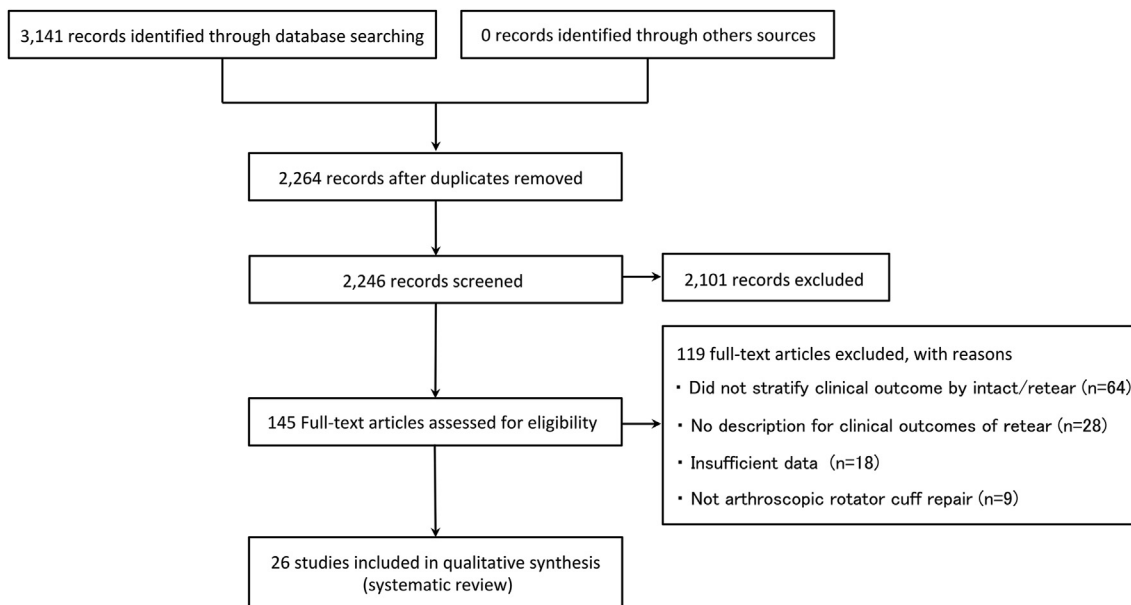 3,141 records identified through database searching
0 records identified through others sources
2,264 records after duplicates removed
2,246 records screened
2,101 records excluded
145 Full-text articles assessed for eligibility
119 full-text articles excluded, with reasons
・Did not stratify clinical outcome by intact/retear (n=64)
・No description for clinical outcomes of retear (n=28)
・Insufficient data (n=18)
・Not arthroscopic rotator cuff repair (n=9)
26 studies included in qualitative synthesis
(systematic review)